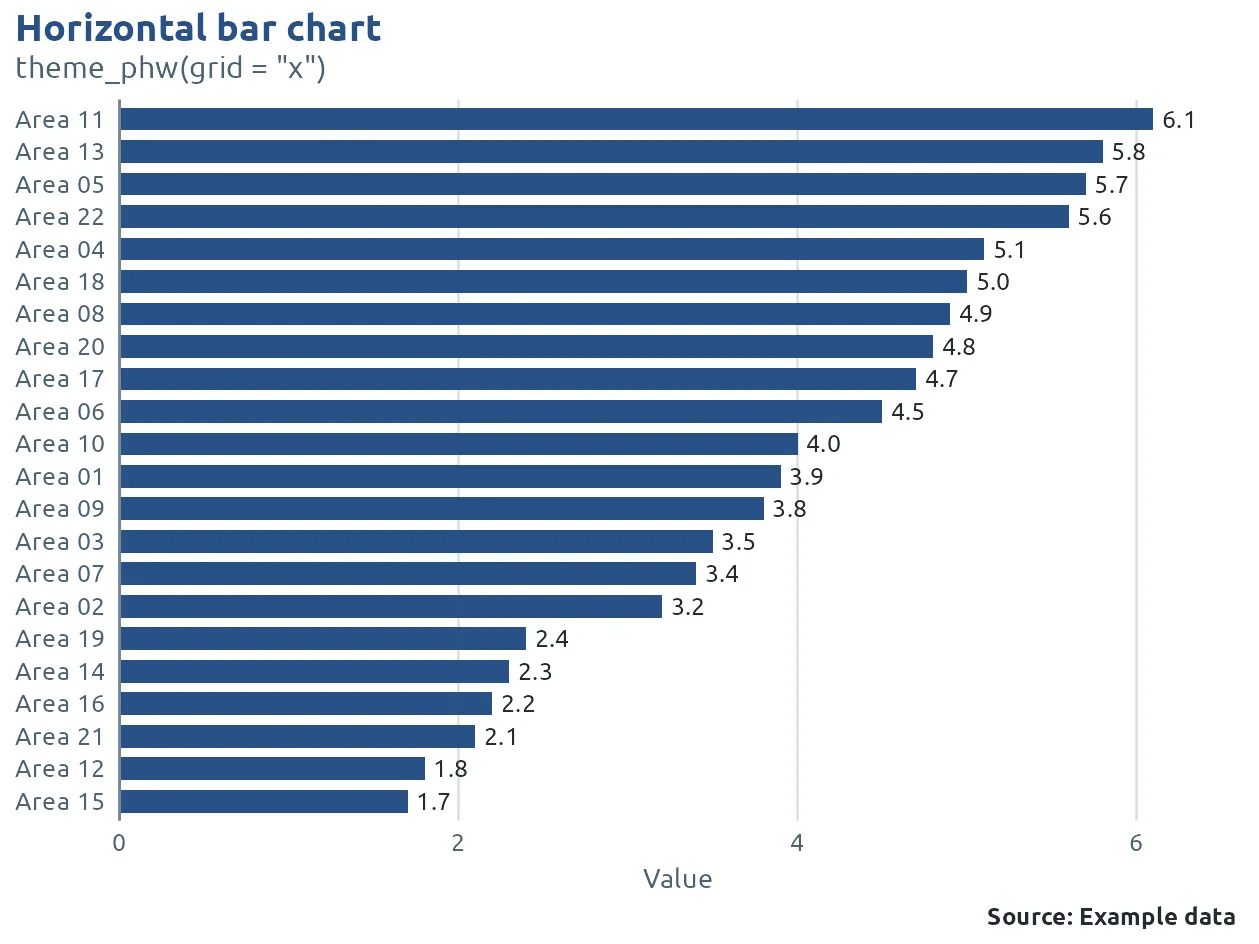 Horizontal bar chart
theme_phw(grid = "x")
Area 11 6.1
Area 13 5.8
Area 05 5.7
Area 22 5.6
Area 04 5.1
Area 18 5.0
Area 08 4.9
Area 20 4.8
Area 17 4.7
Area 06 4.5
Area 10 4.0
Area 01 3.9
Area 09 3.8
Area 03 3.5
Area 07 3.4
Area 02 3.2
Area 19 2.4
Area 14 2.3
Area 16 2.2
Area 21 2.1
Area 12 1.8
Area 15 1.7
0 2 4 6
Value
Source: Example data